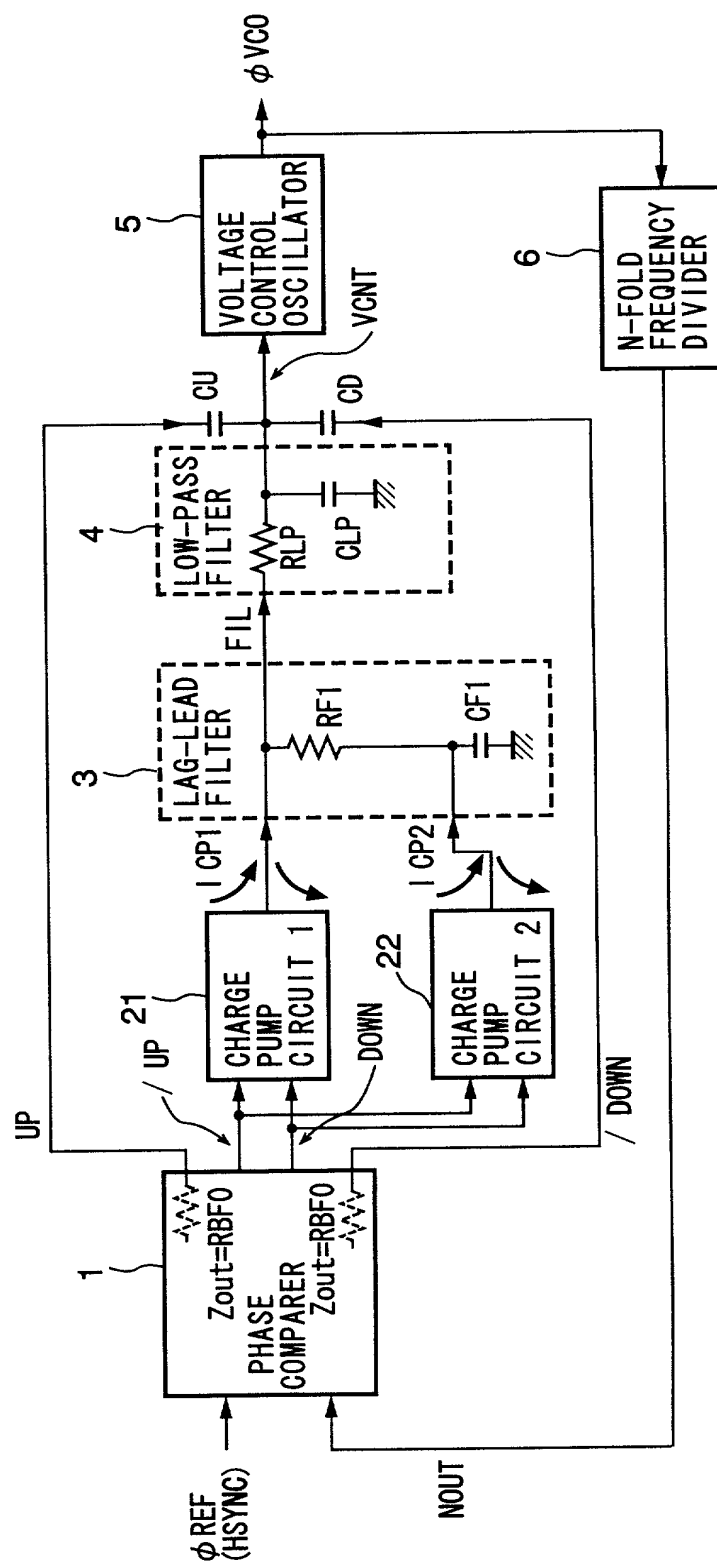 φREF
(HSYNC)
NOUT
1
Zout=RBFO
PHASE
COMPARER
Zout=RBFO
UP
/UP
DOWN
/DOWN
21
CHARGE
PUMP
CIRCUIT 1
22
CHARGE
PUMP
CIRCUIT 2
ICP1
ICP2
3
LAG-LEAD
FILTER
RF1
CF1
FIL
4
LOW-PASS
FILTER
RLP
CLP
CU
CD
VCNT
5
VOLTAGE
CONTROL
OSCILLATOR
φVCO
6
N-FOLD
FREQUENCY
DIVIDER